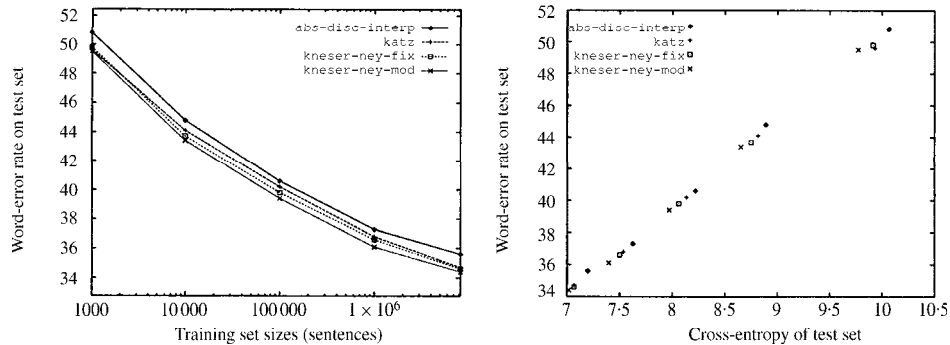 52
50
48
46
44
42
40
38
36
34
Word-error rate on test set
abs-disc-interp
katz
kneser-ney-fix
kneser-ney-mod
1000
10 000
100 000
1 × 10⁶
Training set sizes (sentences)
52
50
48
46
44
42
40
38
36
34
Word-error rate on test set
abs-disc-interp
katz
kneser-ney-fix
kneser-ney-mod
7
7·5
8
8·5
9
9·5
10
10·5
Cross-entropy of test set